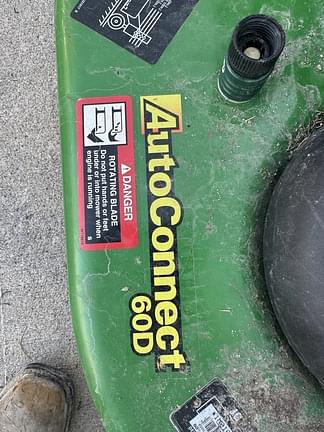 AutoConnect
60D
⚠ DANGER
ROTATING BLADE
Do not put hands or feet
under or into mower when
engine is running